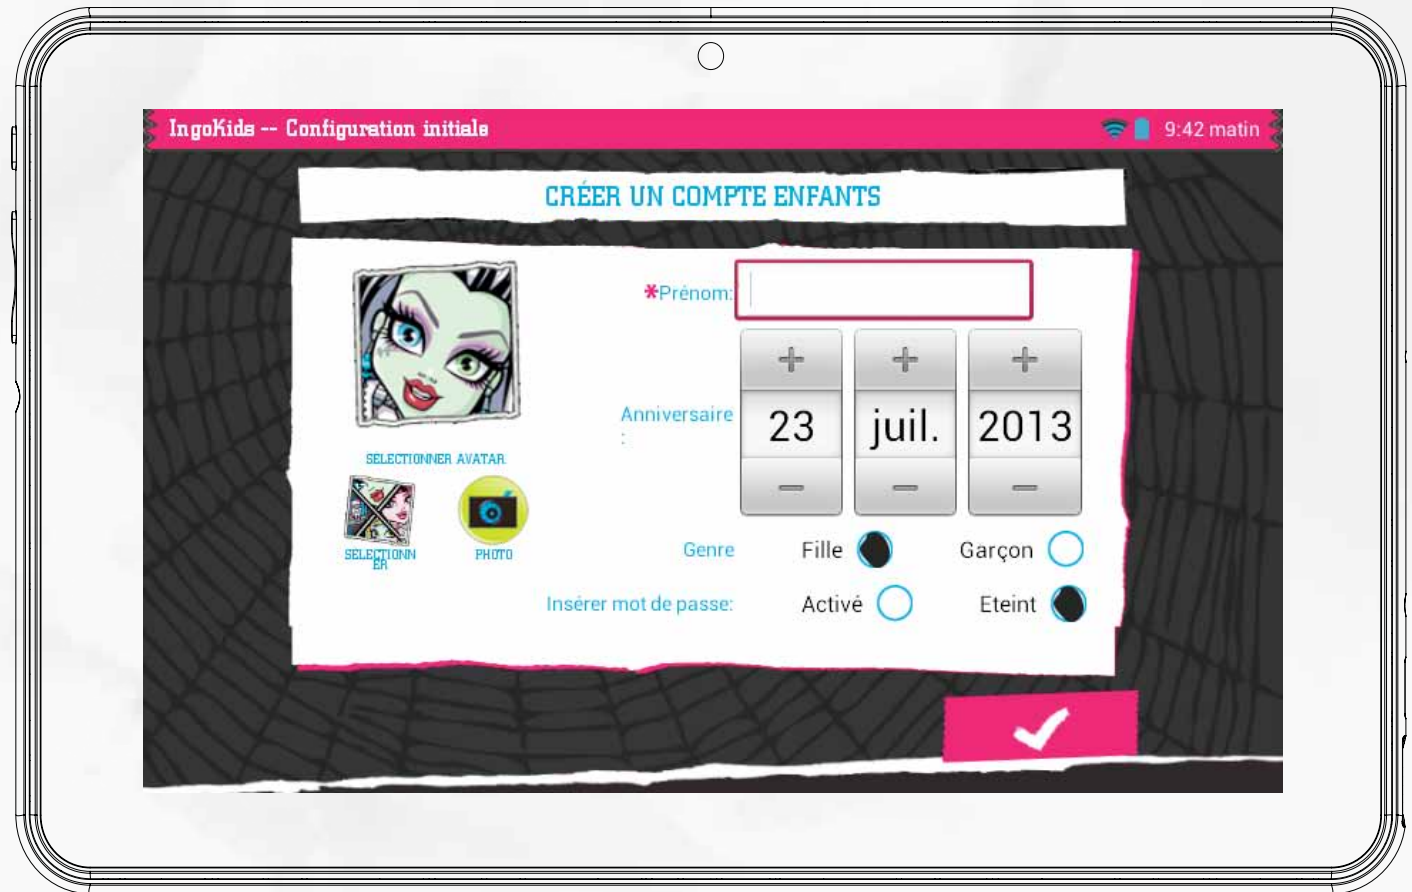 IngoKids -- Configuration initiale
9:42 matin
CRÉER UN COMPTE ENFANTS
*Prénom:
Anniversaire
:
23 juil. 2013
SELECTIONNER AVATAR
SELECTIONN
ER
PHOTO
Genre Fille Garçon
Insérer mot de passe: Activé Eteint